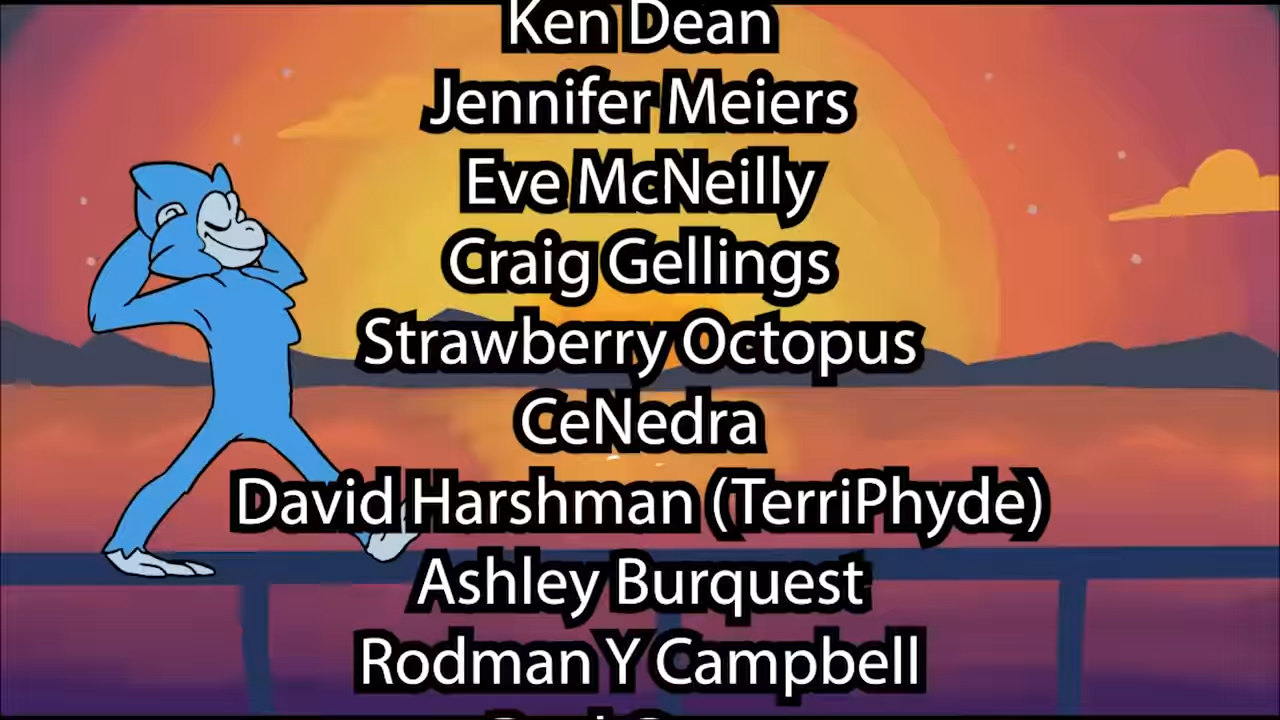 Ken Dean
Jennifer Meiers
Eve McNeilly
Craig Gellings
Strawberry Octopus
CeNedra
David Harshman (TerriPhyde)
Ashley Burquest
Rodman Y Campbell